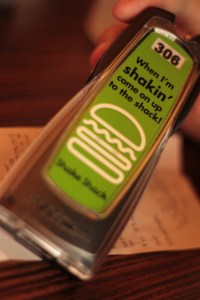 306
When I'm
shakin'
come on up
to the shack!
Shake Shack